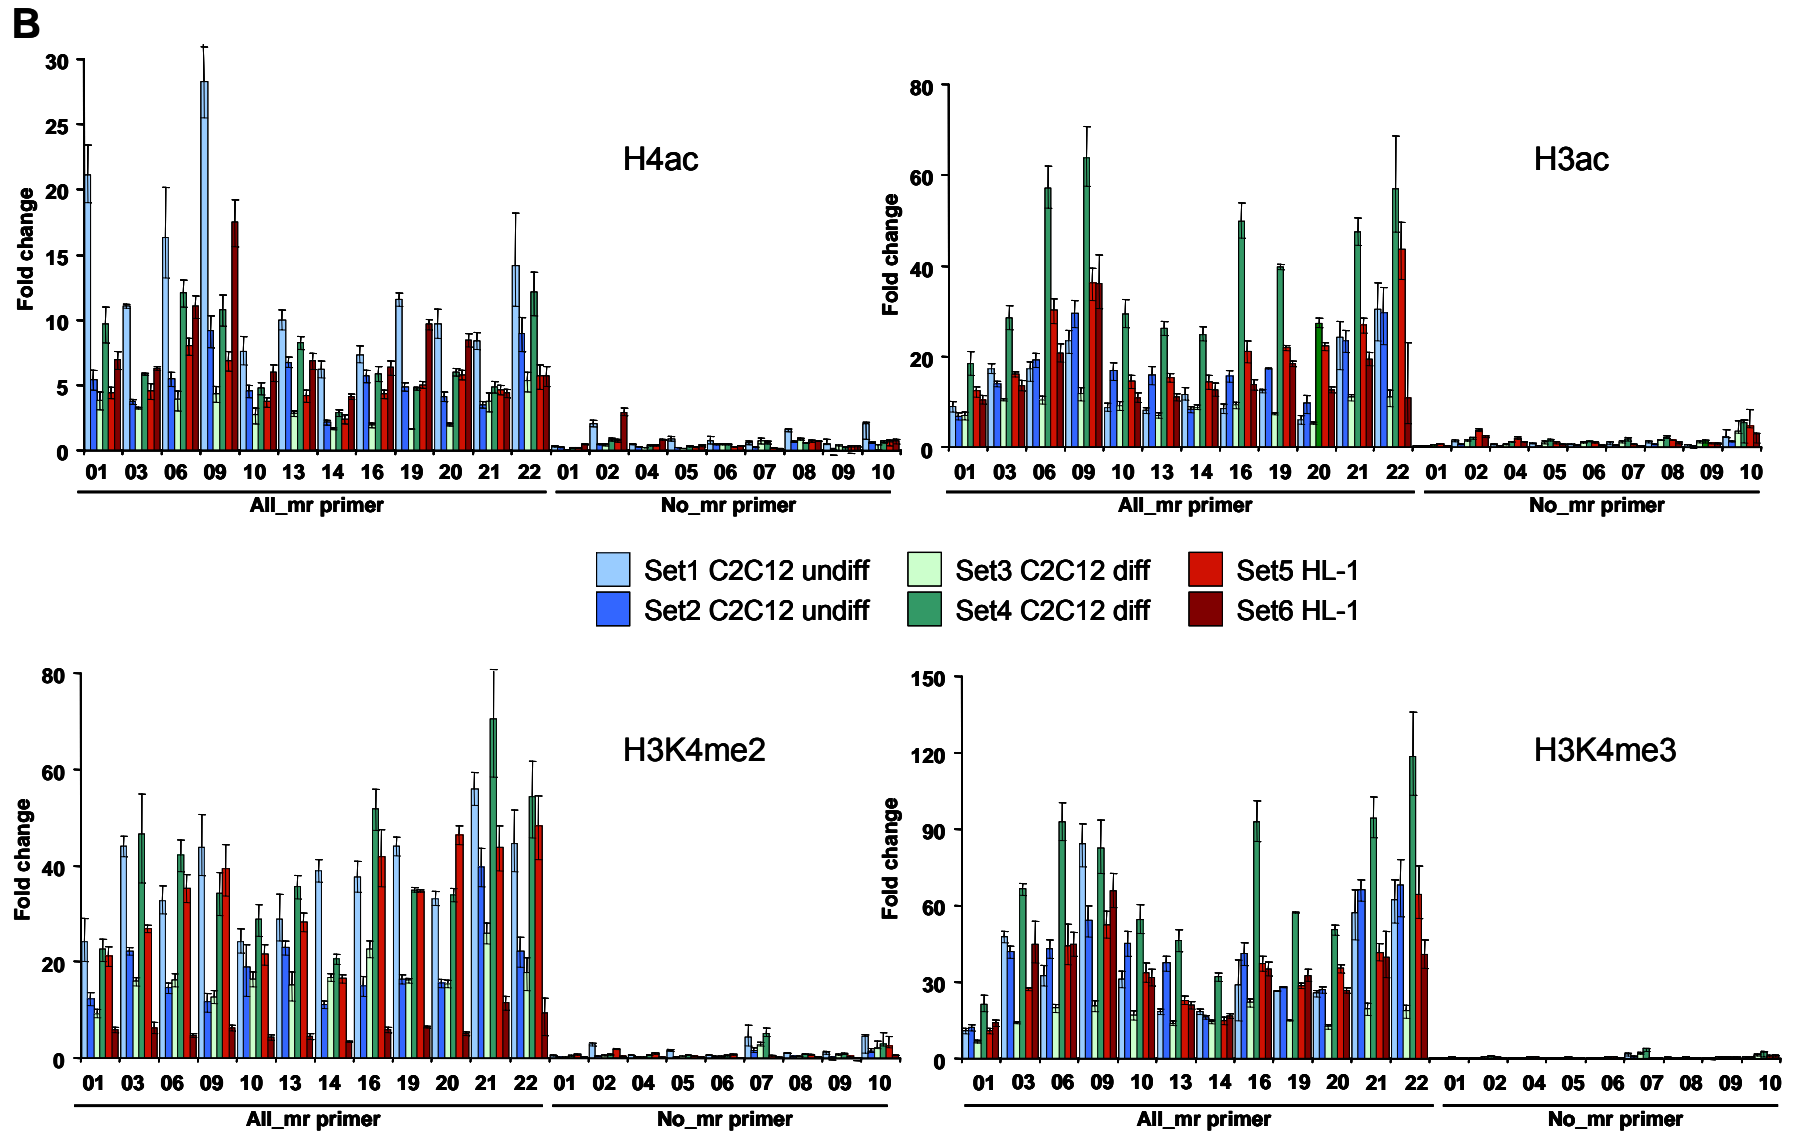 B
H4ac
Fold change
30
25
20
15
10
5
0
01 03 06 09 10 13 14 16 19 20 21 22 01 02 04 05 06 07 08 09 10
All_mr primer No_mr primer
H3ac
Fold change
80
60
40
20
0
01 03 06 09 10 13 14 16 19 20 21 22 01 02 04 05 06 07 08 09 10
All_mr primer No_mr primer
Set1 C2C12 undiff Set3 C2C12 diff Set5 HL-1
Set2 C2C12 undiff Set4 C2C12 diff Set6 HL-1
H3K4me2
Fold change
80
60
40
20
0
01 03 06 09 10 13 14 16 19 20 21 22 01 02 04 05 06 07 08 09 10
All_mr primer No_mr primer
H3K4me3
Fold change
150
120
90
60
30
0
01 03 06 09 10 13 14 16 19 20 21 22 01 02 04 05 06 07 08 09 10
All_mr primer No_mr primer